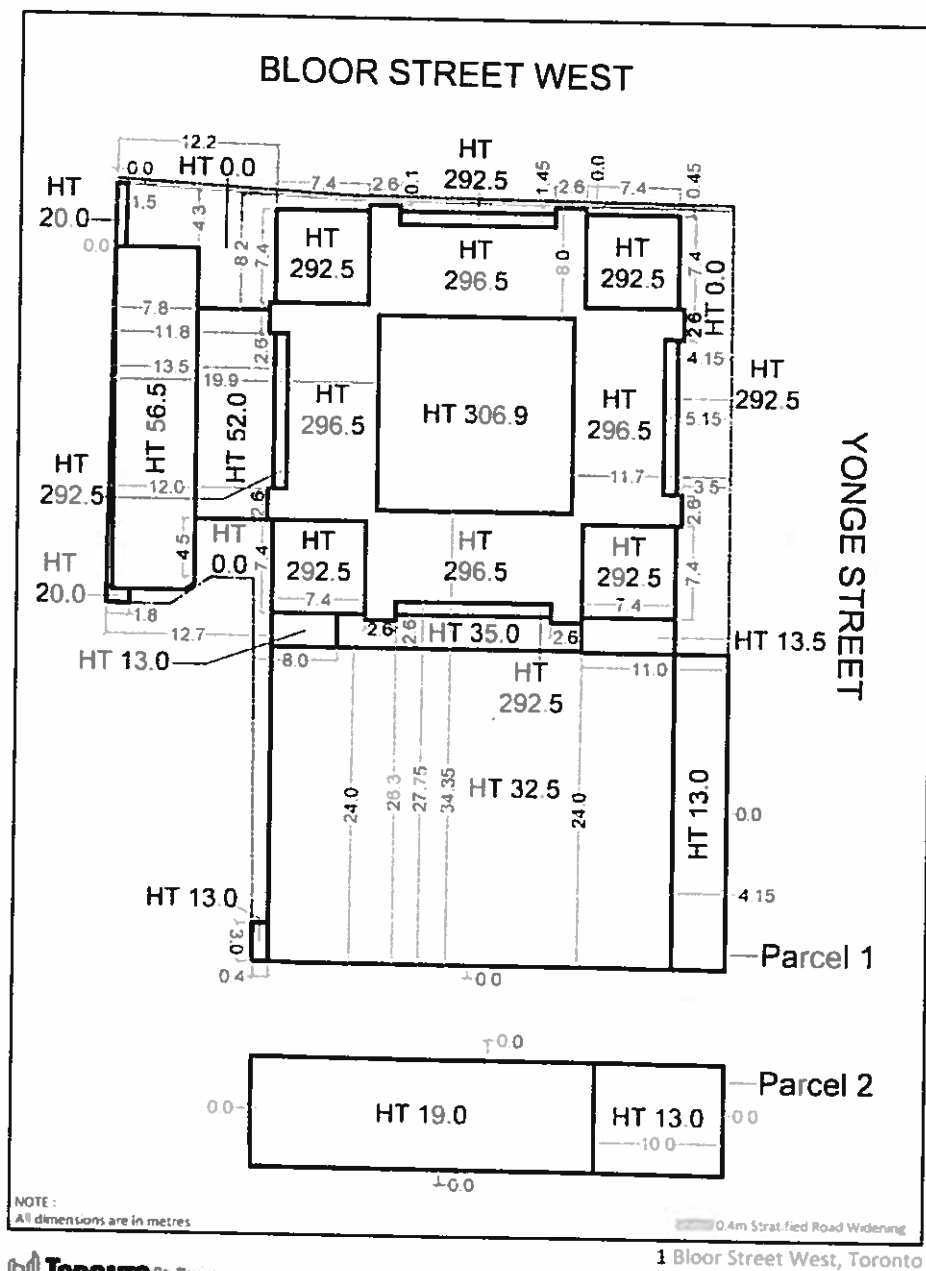 BLOOR STREET WEST
12.2
0.0
HT 0.0
HT
292.5
7.4
2.6
0.1
1.45
2.6
0.0
7.4
0.45
HT
20.0
1.5
4.3
8.2
7.4
HT
292.5
HT
296.5
8.0
HT
292.5
7.4
HT 0.0
0.0
7.8
11.8
2.6
13.5
19.9
2.6
4.15
HT
292.5
HT 56.5
HT 52.0
HT
296.5
HT 306.9
HT
296.5
5.15
YONGE STREET
HT
292.5
12.0
2.6
11.7
3.5
2.6
4.5
HT
0.0
7.4
HT
292.5
HT
296.5
HT
292.5
7.4
HT
20.0
1.8
7.4
7.4
12.7
2.6
2.6
HT 35.0
2.6
HT 13.5
HT 13.0
8.0
HT
292.5
11.0
24.0
26.3
27.75
34.35
HT 32.5
24.0
HT 13.0
0.0
HT 13.0
4.15
3.0
Parcel 1
0.4
0.0
0.0
Parcel 2
0.0
HT 19.0
HT 13.0
0.0
10.0
0.0
NOTE :
All dimensions are in metres
0.4m Stratified Road Widening
1 Bloor Street West, Toronto
TORONTO